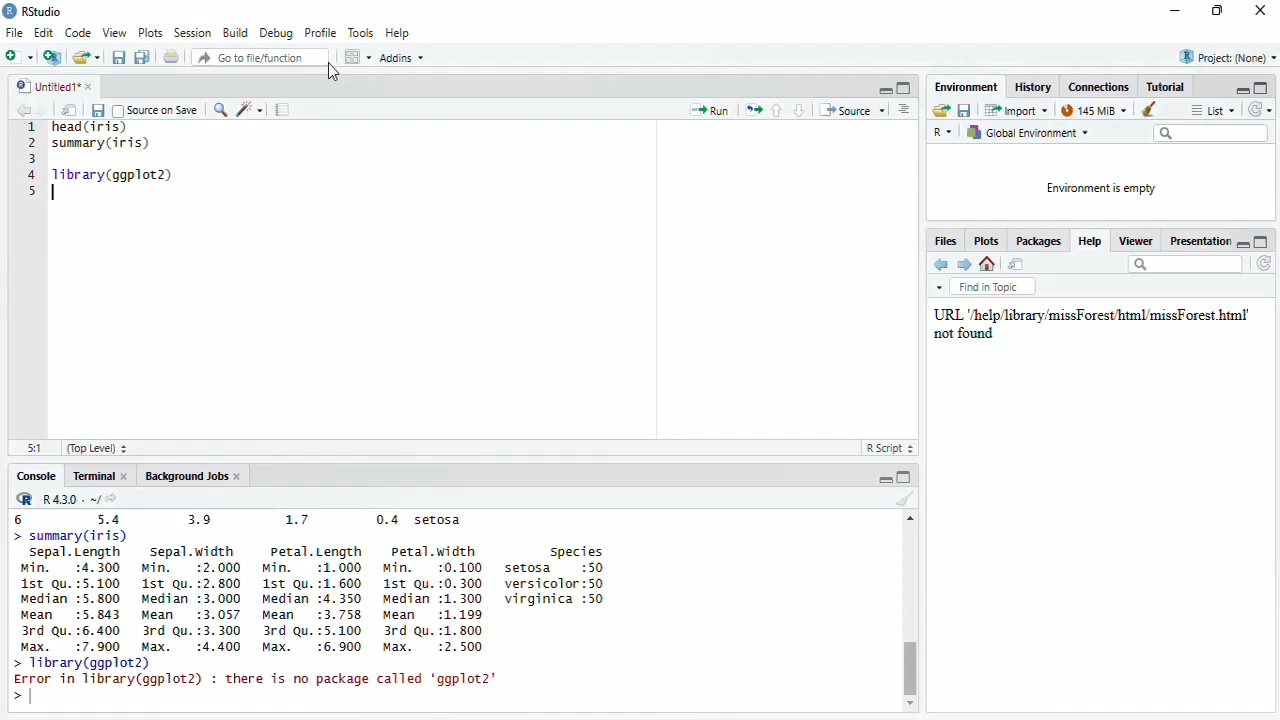 RStudio
File Edit Code View Plots Session Build Debug Profile Tools Help
Go to file/function Addins Project: (None)
Untitled1*
Source on Save Run Source
1 head(iris)
2 summary(iris)
3
4 library(ggplot2)
5
5:1 (Top Level) R Script
Console Terminal Background Jobs
R 4.3.0 · ~/
6 5.4 3.9 1.7 0.4 setosa
> summary(iris)
Sepal.Length Sepal.Width Petal.Length Petal.Width Species
Min. :4.300 Min. :2.000 Min. :1.000 Min. :0.100 setosa :50
1st Qu.:5.100 1st Qu.:2.800 1st Qu.:1.600 1st Qu.:0.300 versicolor:50
Median :5.800 Median :3.000 Median :4.350 Median :1.300 virginica :50
Mean :5.843 Mean :3.057 Mean :3.758 Mean :1.199
3rd Qu.:6.400 3rd Qu.:3.300 3rd Qu.:5.100 3rd Qu.:1.800
Max. :7.900 Max. :4.400 Max. :6.900 Max. :2.500
> library(ggplot2)
Error in library(ggplot2) : there is no package called ‘ggplot2’
>
Environment History Connections Tutorial
Import 145 MiB List
R Global Environment
Environment is empty
Files Plots Packages Help Viewer Presentation
Find in Topic
URL '/help/library/missForest/html/missForest.html'
not found